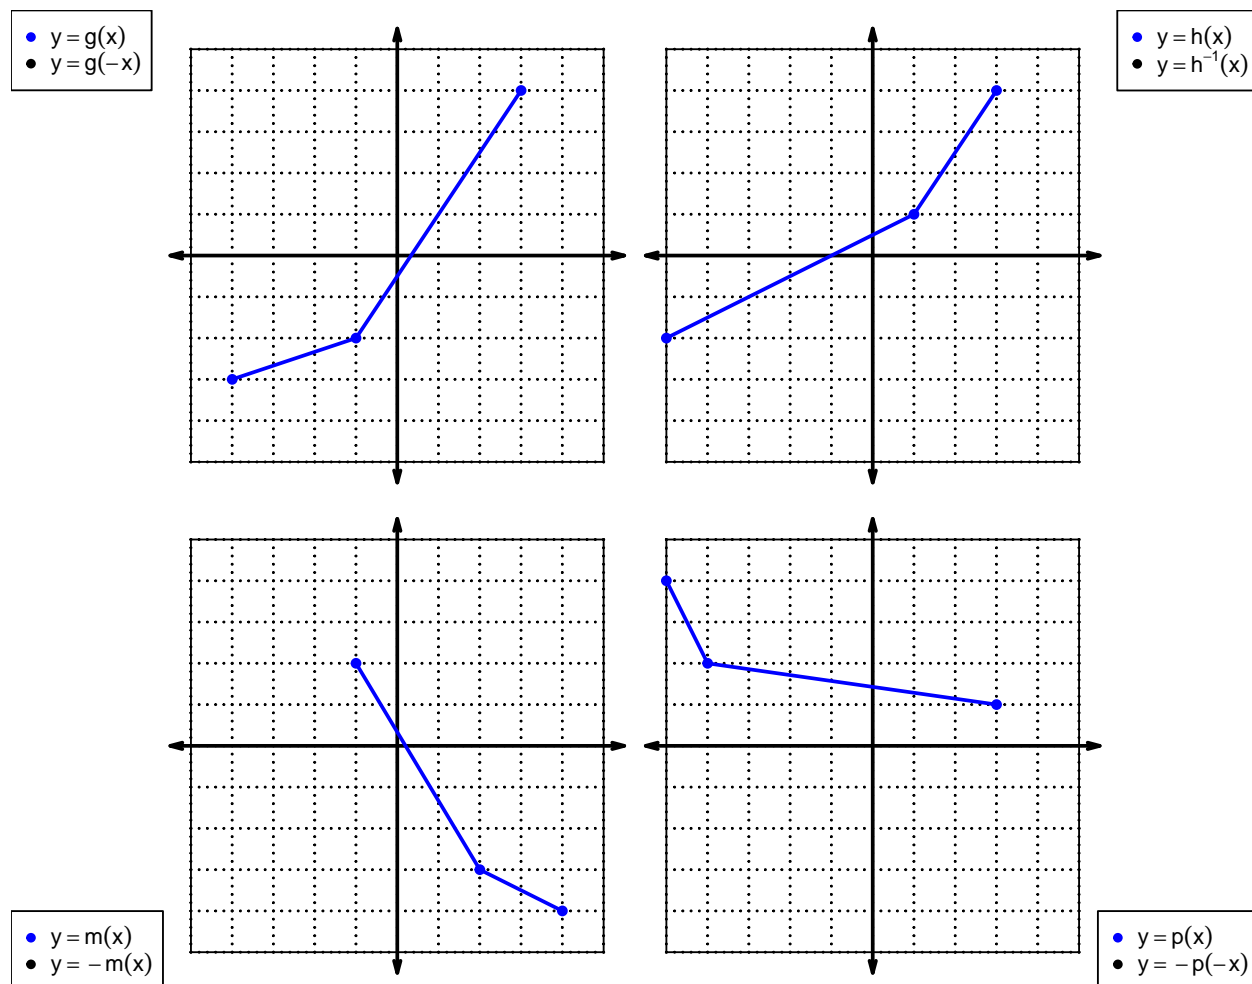 y = g(x)
y = g(−x)
y = h(x)
y = h⁻¹(x)
y = m(x)
y = −m(x)
y = p(x)
y = −p(−x)